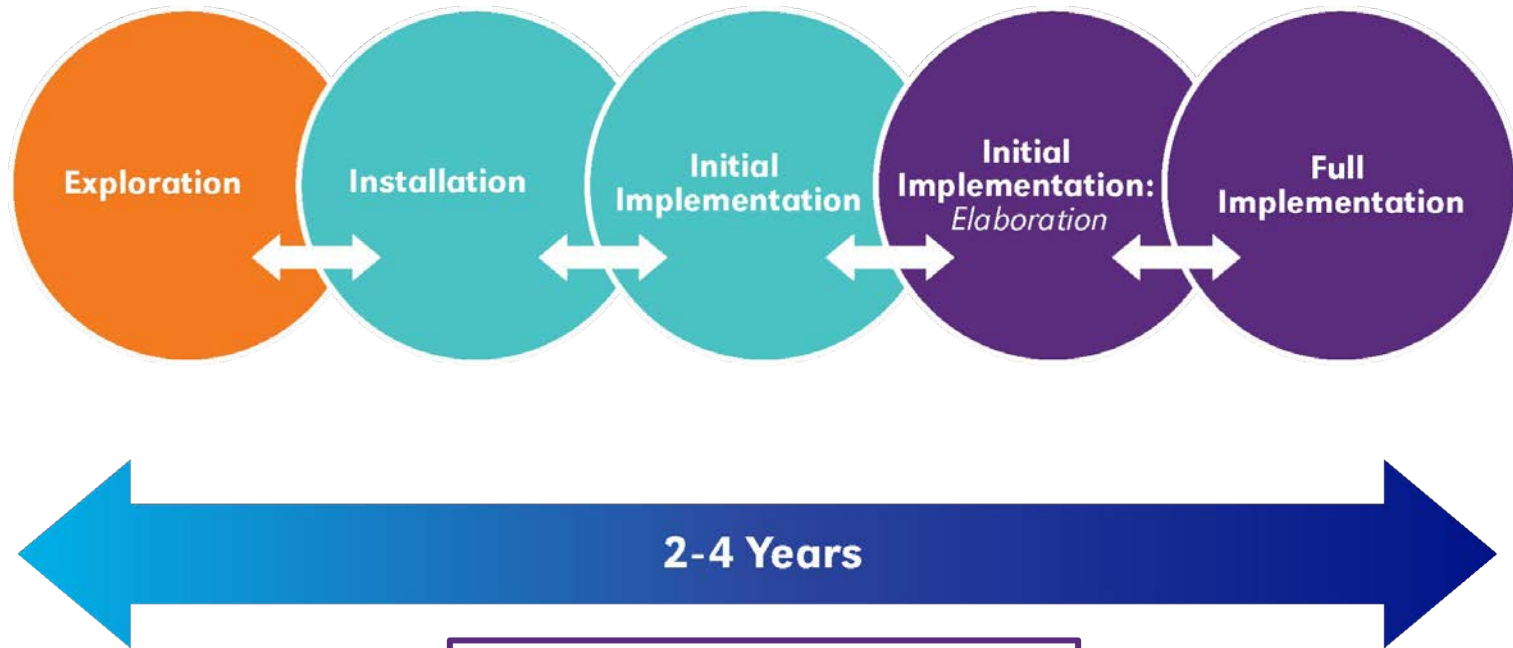 Exploration
Installation
Initial
Implementation
Initial
Implementation:
Elaboration
Full
Implementation
2-4 Years